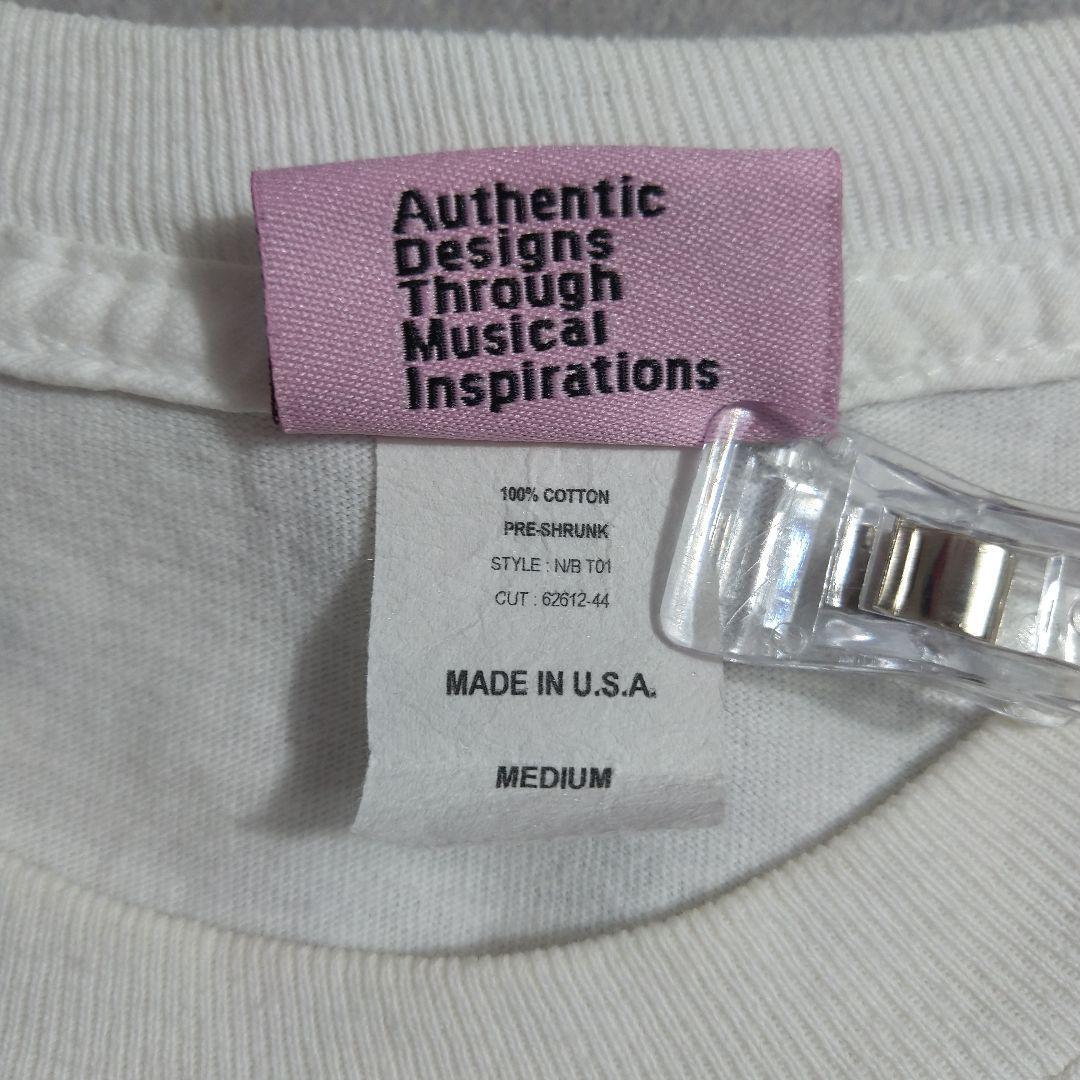 Authentic
Designs
Through
Musical
Inspirations
100% COTTON
PRE-SHRUNK
STYLE : N/B T01
CUT : 62612-44
MADE IN U.S.A.
MEDIUM